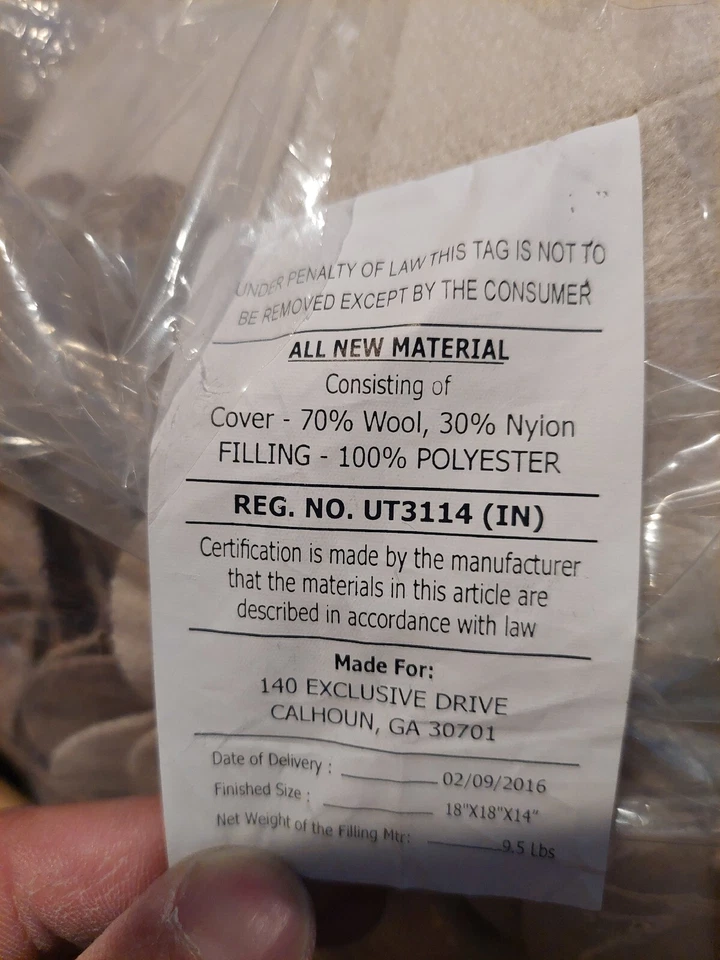 UNDER PENALTY OF LAW THIS TAG IS NOT TO
BE REMOVED EXCEPT BY THE CONSUMER
ALL NEW MATERIAL
Consisting of
Cover - 70% Wool, 30% Nyion
FILLING - 100% POLYESTER
REG. NO. UT3114 (IN)
Certification is made by the manufacturer
that the materials in this article are
described in accordance with law
Made For:
140 EXCLUSIVE DRIVE
CALHOUN, GA 30701
Date of Delivery : 02/09/2016
Finished Size : 18"X18"X14"
Net Weight of the Filling Mtr: 9.5 Lbs